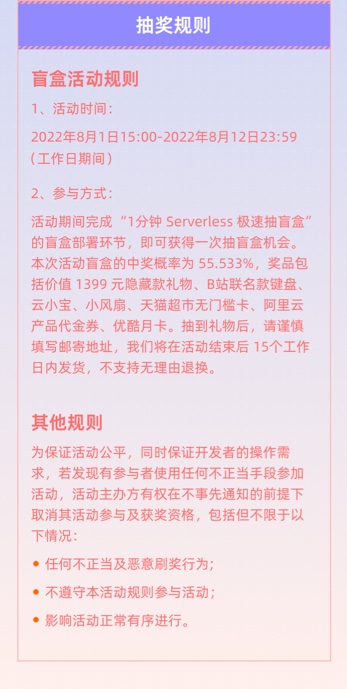 抽奖规则
盲盒活动规则
1、活动时间：
2022年8月1日15:00-2022年8月12日23:59
（工作日期间）
2、参与方式：
活动期间完成“1分钟 Serverless 极速抽盲盒”
的盲盒部署环节，即可获得一次抽盲盒机会。
本次活动盲盒的中奖概率为 55.533%，奖品包
括价值 1399 元隐藏款礼物、B站联名款键盘、
云小宝、小风扇、天猫超市无门槛卡、阿里云
产品代金券、优酷月卡。抽到礼物后，请谨慎
填写邮寄地址，我们将在活动结束后 15个工作
日内发货，不支持无理由退换。
其他规则
为保证活动公平，同时保证开发者的操作需
求，若发现有参与者使用任何不正当手段参加
活动，活动主办方有权在不事先通知的前提下
取消其活动参与及获奖资格，包括但不限于以
下情况：
• 任何不正当及恶意刷奖行为；
• 不遵守本活动规则参与活动；
• 影响活动正常有序进行。